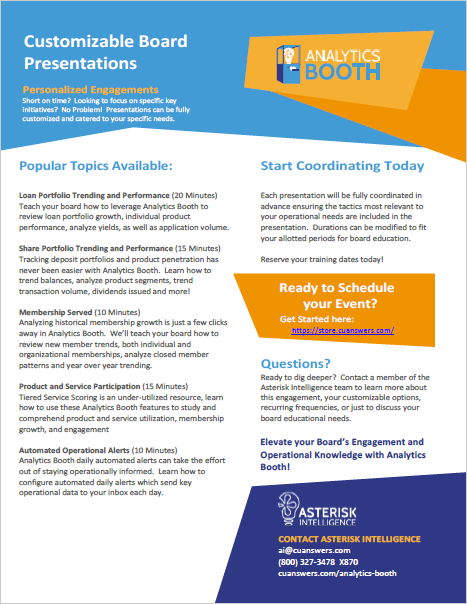 Customizable Board
Presentations
ANALYTICS
BOOTH
Personalized Engagements
Short on time?  Looking to focus on specific key
initiatives?  No Problem!  Presentations can be fully
customized and catered to your specific needs.
Popular Topics Available:
Loan Portfolio Trending and Performance (20 Minutes)
Teach your board how to leverage Analytics Booth to
review loan portfolio growth, individual product
performance, analyze yields, as well as application volume.
Share Portfolio Trending and Performance (15 Minutes)
Tracking deposit portfolios and product penetration has
never been easier with Analytics Booth.  Learn how to
trend balances, analyze product segments, trend
transaction volume, dividends issued and more!
Membership Served (10 Minutes)
Analyzing historical membership growth is just a few clicks
away in Analytics Booth.  We'll teach your board how to
review new member trends, both individual and
organizational memberships, analyze closed member
patterns and year over year trending.
Product and Service Participation (15 Minutes)
Tiered Service Scoring is an under-utilized resource, learn
how to use these Analytics Booth features to study and
comprehend product and service utilization, membership
growth, and engagement
Automated Operational Alerts (10 Minutes)
Analytics Booth daily automated alerts can take the effort
out of staying operationally informed.  Learn how to
configure automated daily alerts which send key
operational data to your inbox each day.
Start Coordinating Today
Each presentation will be fully coordinated in
advance ensuring the tactics most relevant to
your operational needs are included in the
presentation.  Durations can be modified to fit
your allotted periods for board education.
Reserve your training dates today!
Ready to Schedule
your Event?
Get Started here:
https://store.cuanswers.com/
Questions?
Ready to dig deeper?  Contact a member of the
Asterisk Intelligence team to learn more about
this engagement, your customizable options,
recurring frequencies, or just to discuss your
board educational needs.
Elevate your Board's Engagement and
Operational Knowledge with Analytics
Booth!
ASTERISK
INTELLIGENCE
CONTACT ASTERISK INTELLIGENCE
ai@cuanswers.com
(800) 327-3478  X870
cuanswers.com/analytics-booth